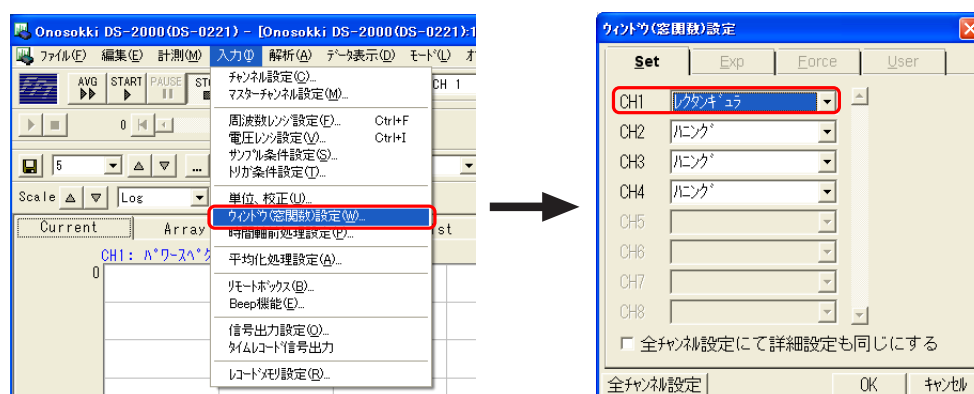 Onosokki DS-2000(DS-0221) - [Onosokki DS-2000(DS-0221):1
ファイル(F) 編集(E) 計測(M) 入力(I) 解析(A) データ表示(D) モード(L)
AVG START PAUSE CH 1
0
5 ...
Scale Log
Current Array
CH1: パワースペク
0
チャンネル設定(C)...
マスターチャンネル設定(M)...
周波数レンジ設定(F)... Ctrl+F
電圧レンジ設定(V)... Ctrl+I
サンプル条件設定(S)...
トリガ条件設定(T)...
単位、校正(U)...
ウィンドウ(窓関数)設定(W)...
時間軸前処理設定(P)...
平均化処理設定(A)...
リモートボックス(B)...
Beep機能(E)...
信号出力設定(O)...
タイムレコード信号出力
レコードメモリ設定(R)...
ウィンドウ(窓関数)設定
Set Exp Force User
CH1 レクタンギュラ
CH2 ハニング
CH3 ハニング
CH4 ハニング
CH5
CH6
CH7
CH8
全チャンネル設定にて詳細設定も同じにする
全チャンネル設定 OK キャンセル